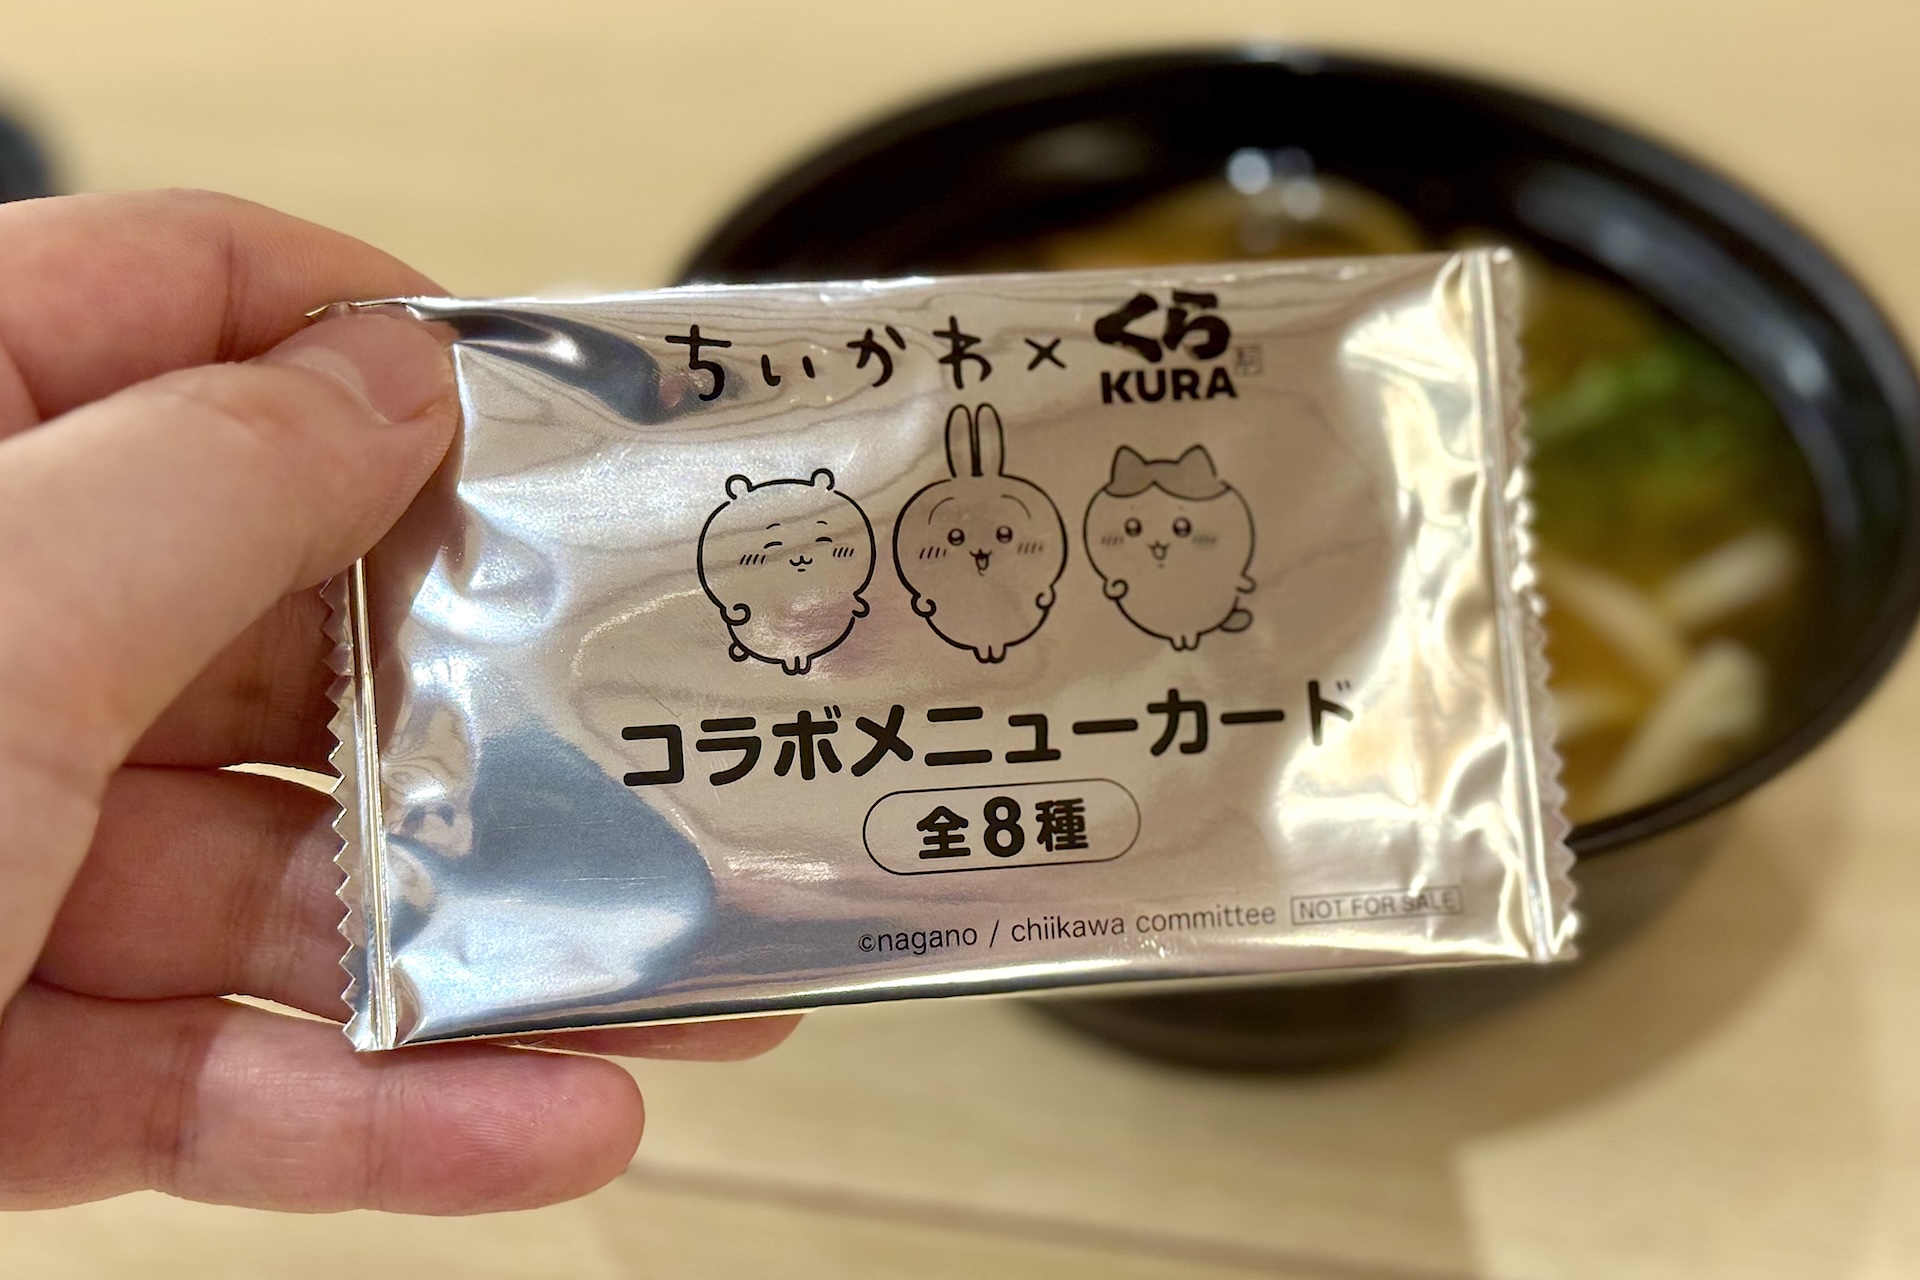 ちいかわ×くら
KURA
コラボメニューカード
全8種
©nagano / chiikawa committee NOT FOR SALE